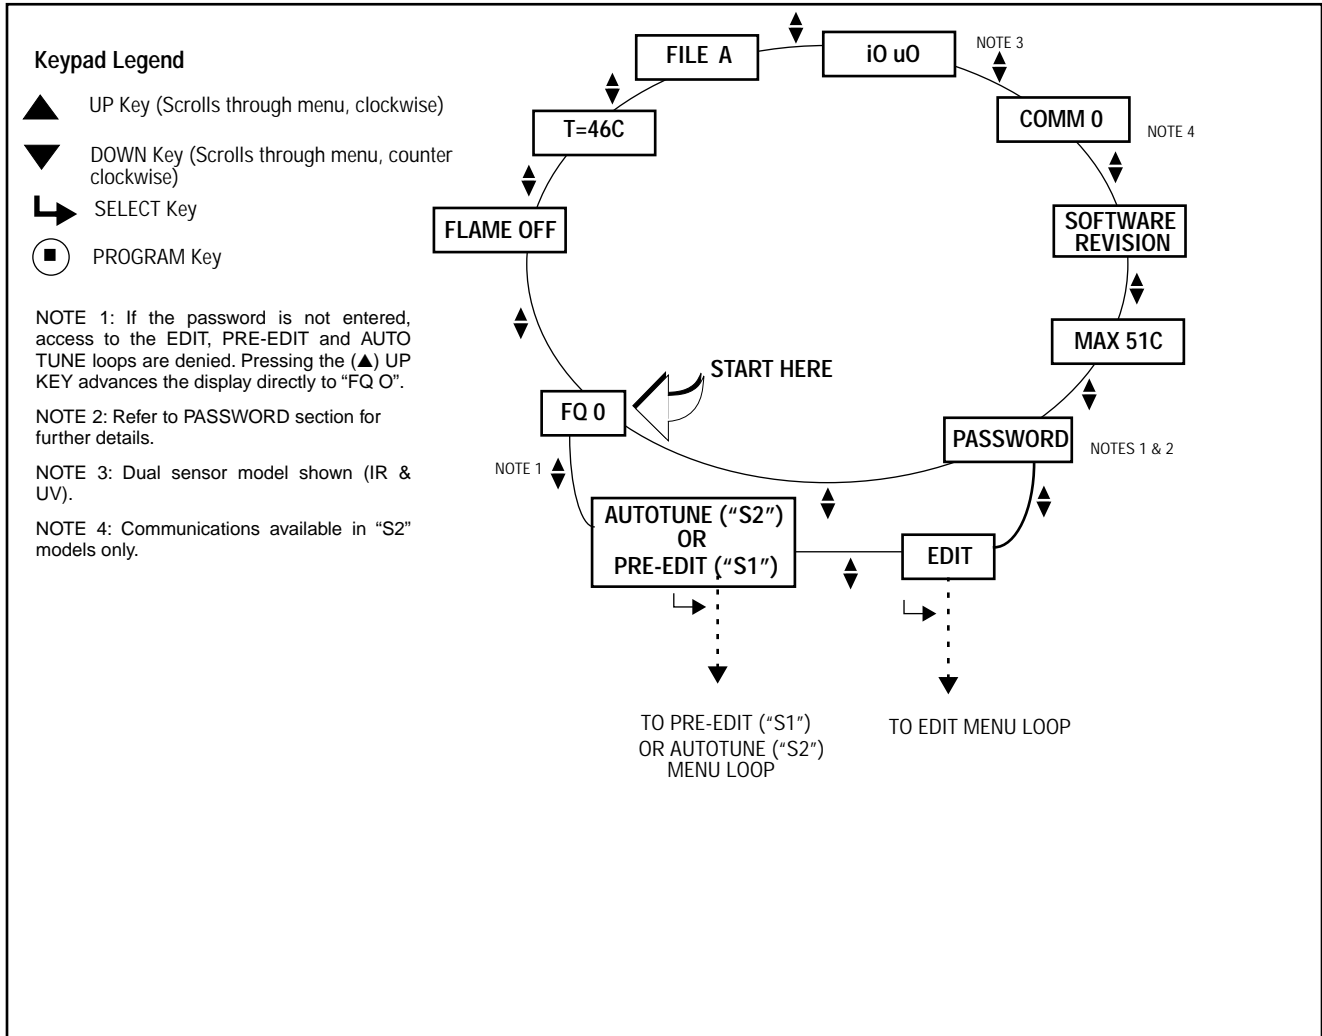 Keypad Legend
UP Key (Scrolls through menu, clockwise)
DOWN Key (Scrolls through menu, counter
clockwise)
SELECT Key
PROGRAM Key
NOTE 1: If the password is not entered,
access to the EDIT, PRE-EDIT and AUTO
TUNE loops are denied. Pressing the (▲) UP
KEY advances the display directly to “FQ O”.
NOTE 2: Refer to PASSWORD section for
further details.
NOTE 3: Dual sensor model shown (IR &
UV).
NOTE 4: Communications available in “S2”
models only.
FILE A
iO uO
NOTE 3
T=46C
COMM 0
NOTE 4
FLAME OFF
SOFTWARE
REVISION
MAX 51C
START HERE
FQ 0
PASSWORD
NOTES 1 & 2
NOTE 1
AUTOTUNE (“S2”)
OR
PRE-EDIT (“S1”)
EDIT
TO PRE-EDIT (“S1”)
OR AUTOTUNE (“S2”)
MENU LOOP
TO EDIT MENU LOOP